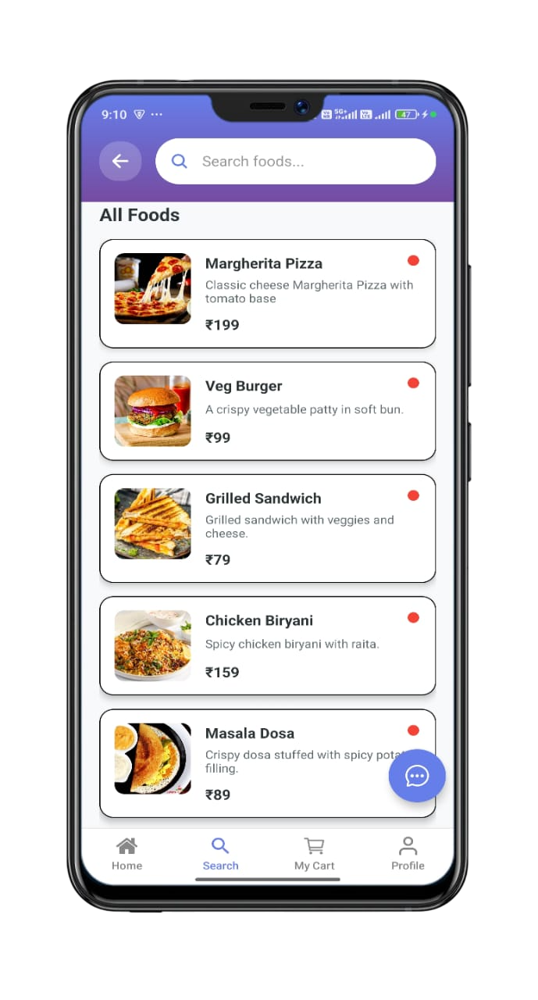 9:10
5G+
47
Search foods...
All Foods
Margherita Pizza
Classic cheese Margherita Pizza with
tomato base
₹199
Veg Burger
A crispy vegetable patty in soft bun.
₹99
Grilled Sandwich
Grilled sandwich with veggies and
cheese.
₹79
Chicken Biryani
Spicy chicken biryani with raita.
₹159
Masala Dosa
Crispy dosa stuffed with spicy
filling.
₹89
Home
Search
My Cart
Profile